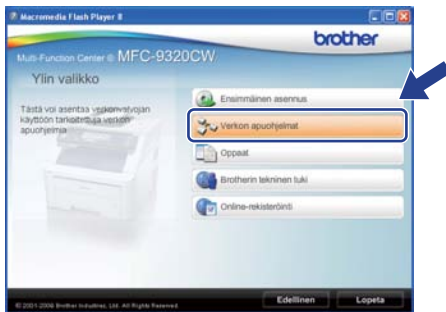 Macromedia Flash Player 8
brother
Multi-Function Center® MFC-9320CW
Ylin valikko
Tästä voi asentaa verkonvalvojan
käyttöön tarkoitettuja verkon
apuohjelmia.
Ensimmäinen asennus
Verkon apuohjelmat
Oppaat
Brotherin tekninen tuki
Online-rekisteröinti
© 2001-2008 Brother Industries, Ltd. All Rights Reserved.
Edellinen
Lopeta